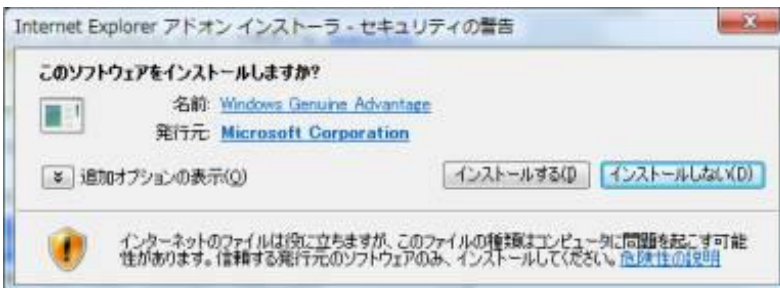 Internet Explorer アドオン インストーラ - セキュリティの警告
このソフトウェアをインストールしますか?
名前: Windows Genuine Advantage
発行元: Microsoft Corporation
追加オプションの表示(O) インストールする(I) インストールしない(D)
インターネットのファイルは役に立ちますが、このファイルの種類はコンピュータに問題を起こす可能
性があります。信頼する発行元のソフトウェアのみ、インストールしてください。危険性の説明